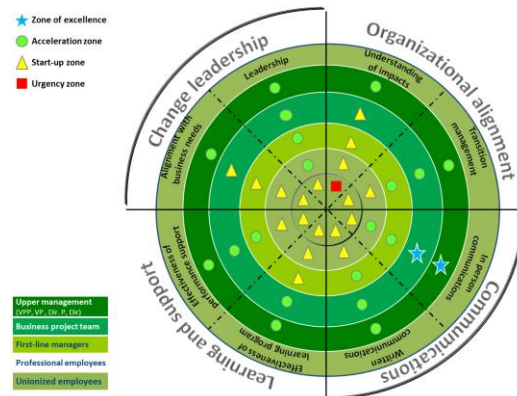 Zone of excellence
Acceleration zone
Start-up zone
Urgency zone
Change leadership
Organizational alignment
Leadership
Understanding
of impacts
Alignment with
business needs
Transition
management
Effectiveness of
performance support
In person
communications
Effectiveness of
learning program
Written
communications
Learning and support
Communications
Upper management
(VPP, VP, Dir. P, Dir)
Business project team
First-line managers
Professional employees
Unionized employees